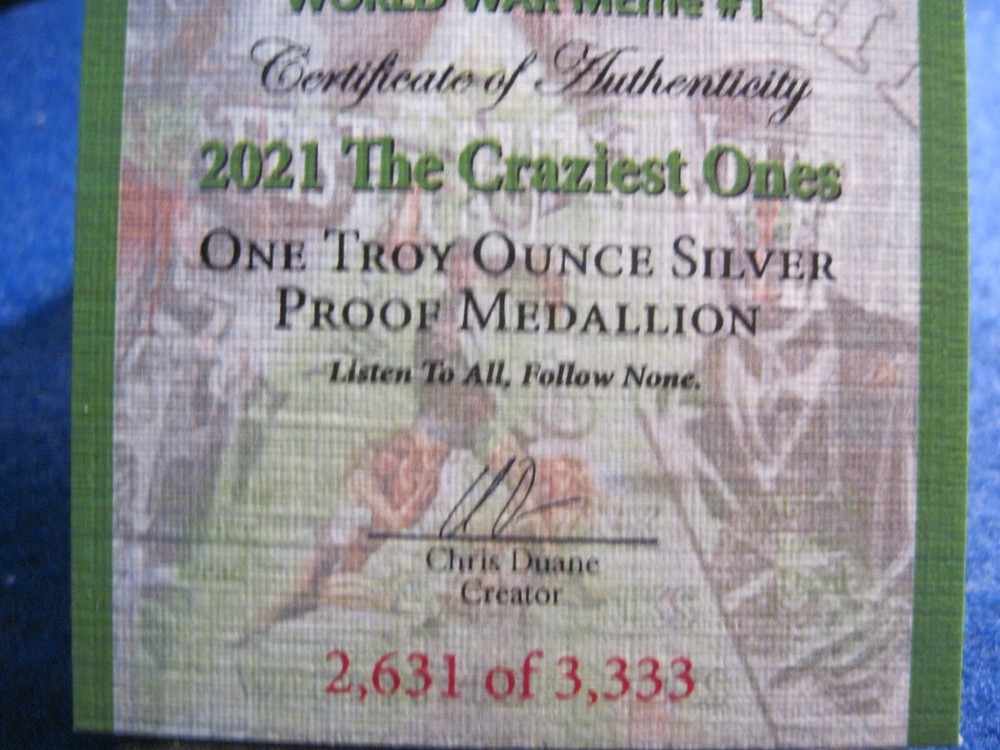 WORLD WAR MEME #1
Certificate of Authenticity
2021 The Craziest Ones
ONE TROY OUNCE SILVER
PROOF MEDALLION
Listen To All, Follow None.
Chris Duane
Creator
2,631 of 3,333